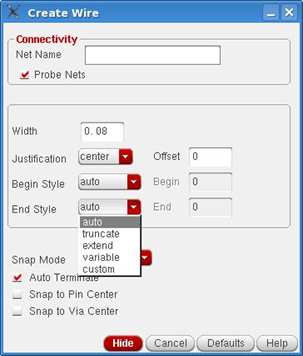 Create Wire
Connectivity
Net Name
Probe Nets
Width 0.08
Justification center Offset 0
Begin Style auto Begin 0
End Style auto End 0
auto
truncate
extend
variable
custom
Snap Mode
Auto Terminate
Snap to Pin Center
Snap to Via Center
Hide Cancel Defaults Help